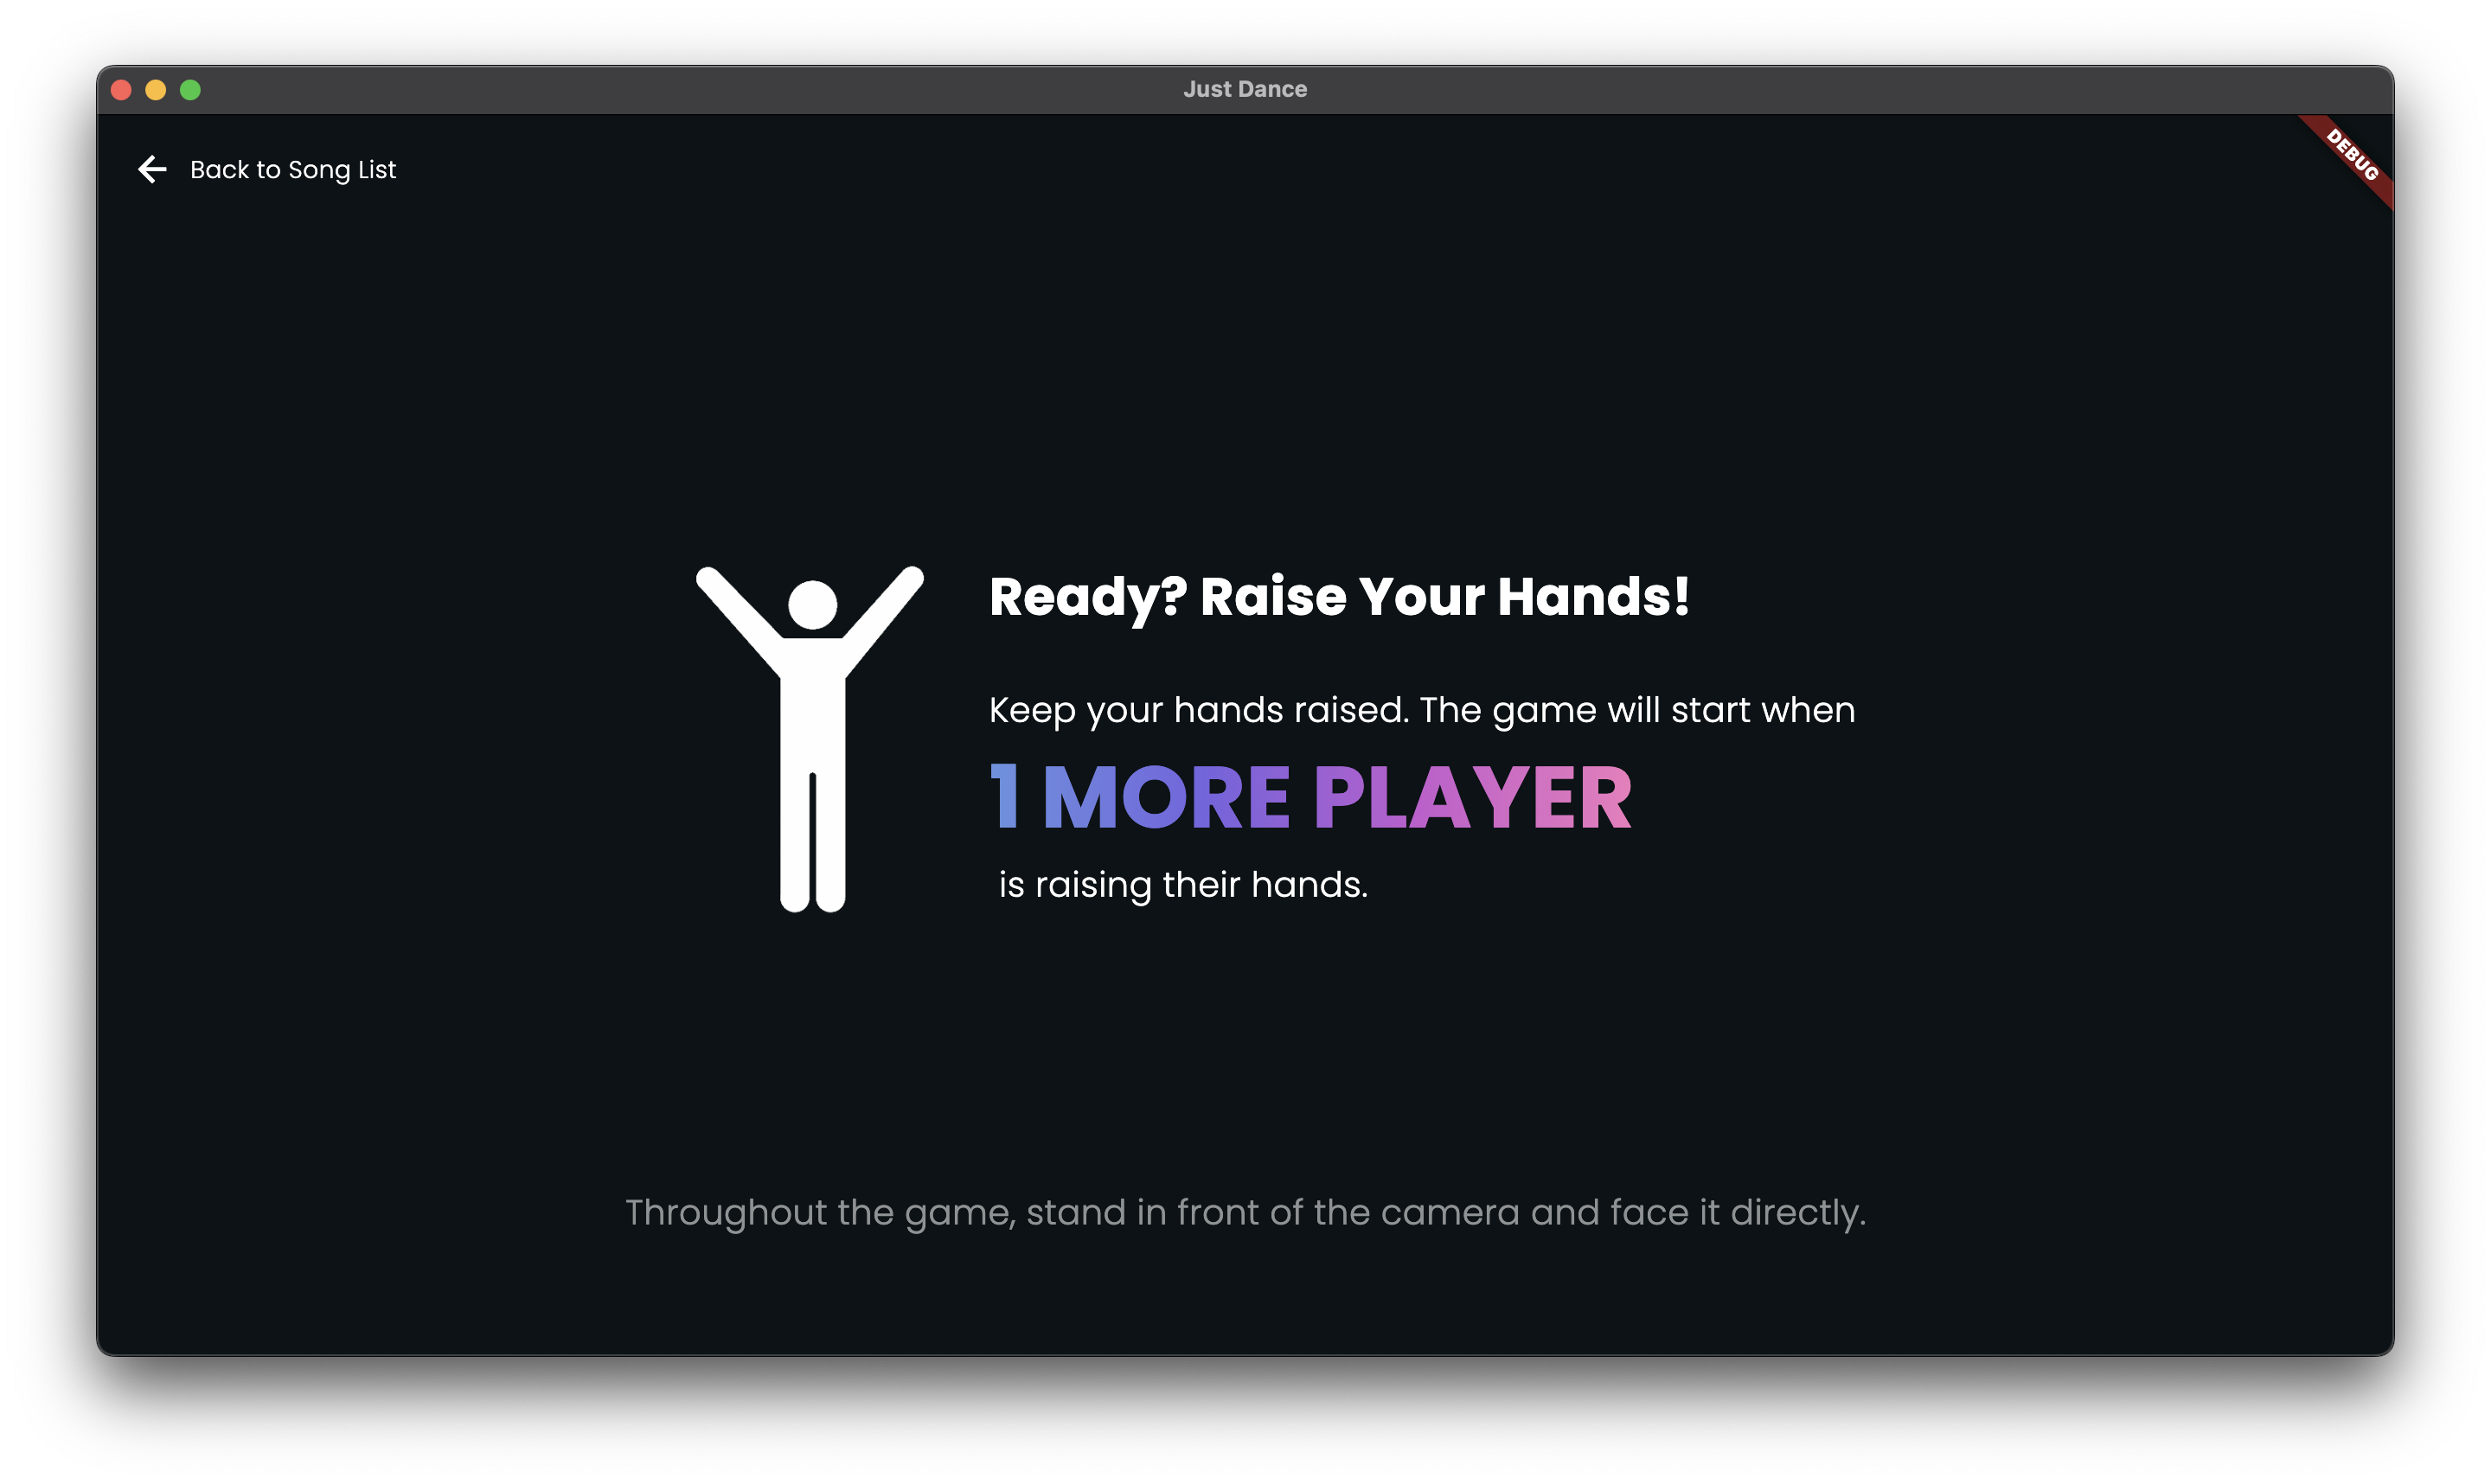 Just Dance
Back to Song List
DEBUG
Ready? Raise Your Hands!
Keep your hands raised. The game will start when
1 MORE PLAYER
is raising their hands.
Throughout the game, stand in front of the camera and face it directly.